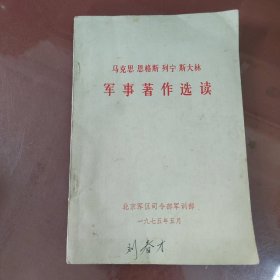 马克思 恩格斯 列宁 斯大林
军事著作选读
北京军区司令部军训部
一九七五年五月
刘春才